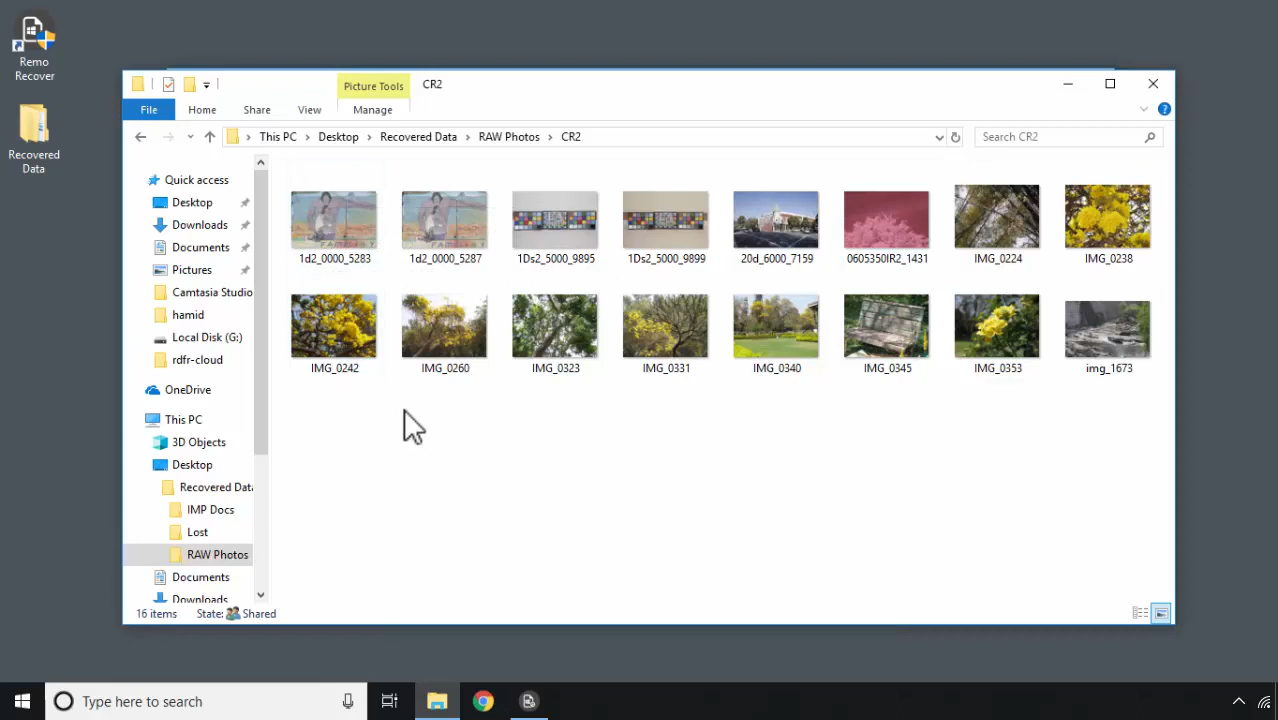 Remo
Recover
Recovered
Data
Picture Tools
CR2
File
Home
Share
View
Manage
This PC
Desktop
Recovered Data
RAW Photos
CR2
Search CR2
Quick access
Desktop
Downloads
Documents
Pictures
Camtasia Studio
hamid
Local Disk (G:)
rdfr-cloud
OneDrive
This PC
3D Objects
Desktop
Recovered Data
IMP Docs
Lost
RAW Photos
Documents
Downloads
1d2_0000_5283
1d2_0000_5287
1Ds2_5000_9895
1Ds2_5000_9899
20d_6000_7159
0605350IR2_1431
IMG_0224
IMG_0238
IMG_0242
IMG_0260
IMG_0323
IMG_0331
IMG_0340
IMG_0345
IMG_0353
img_1673
16 items
State:
Shared
Type here to search